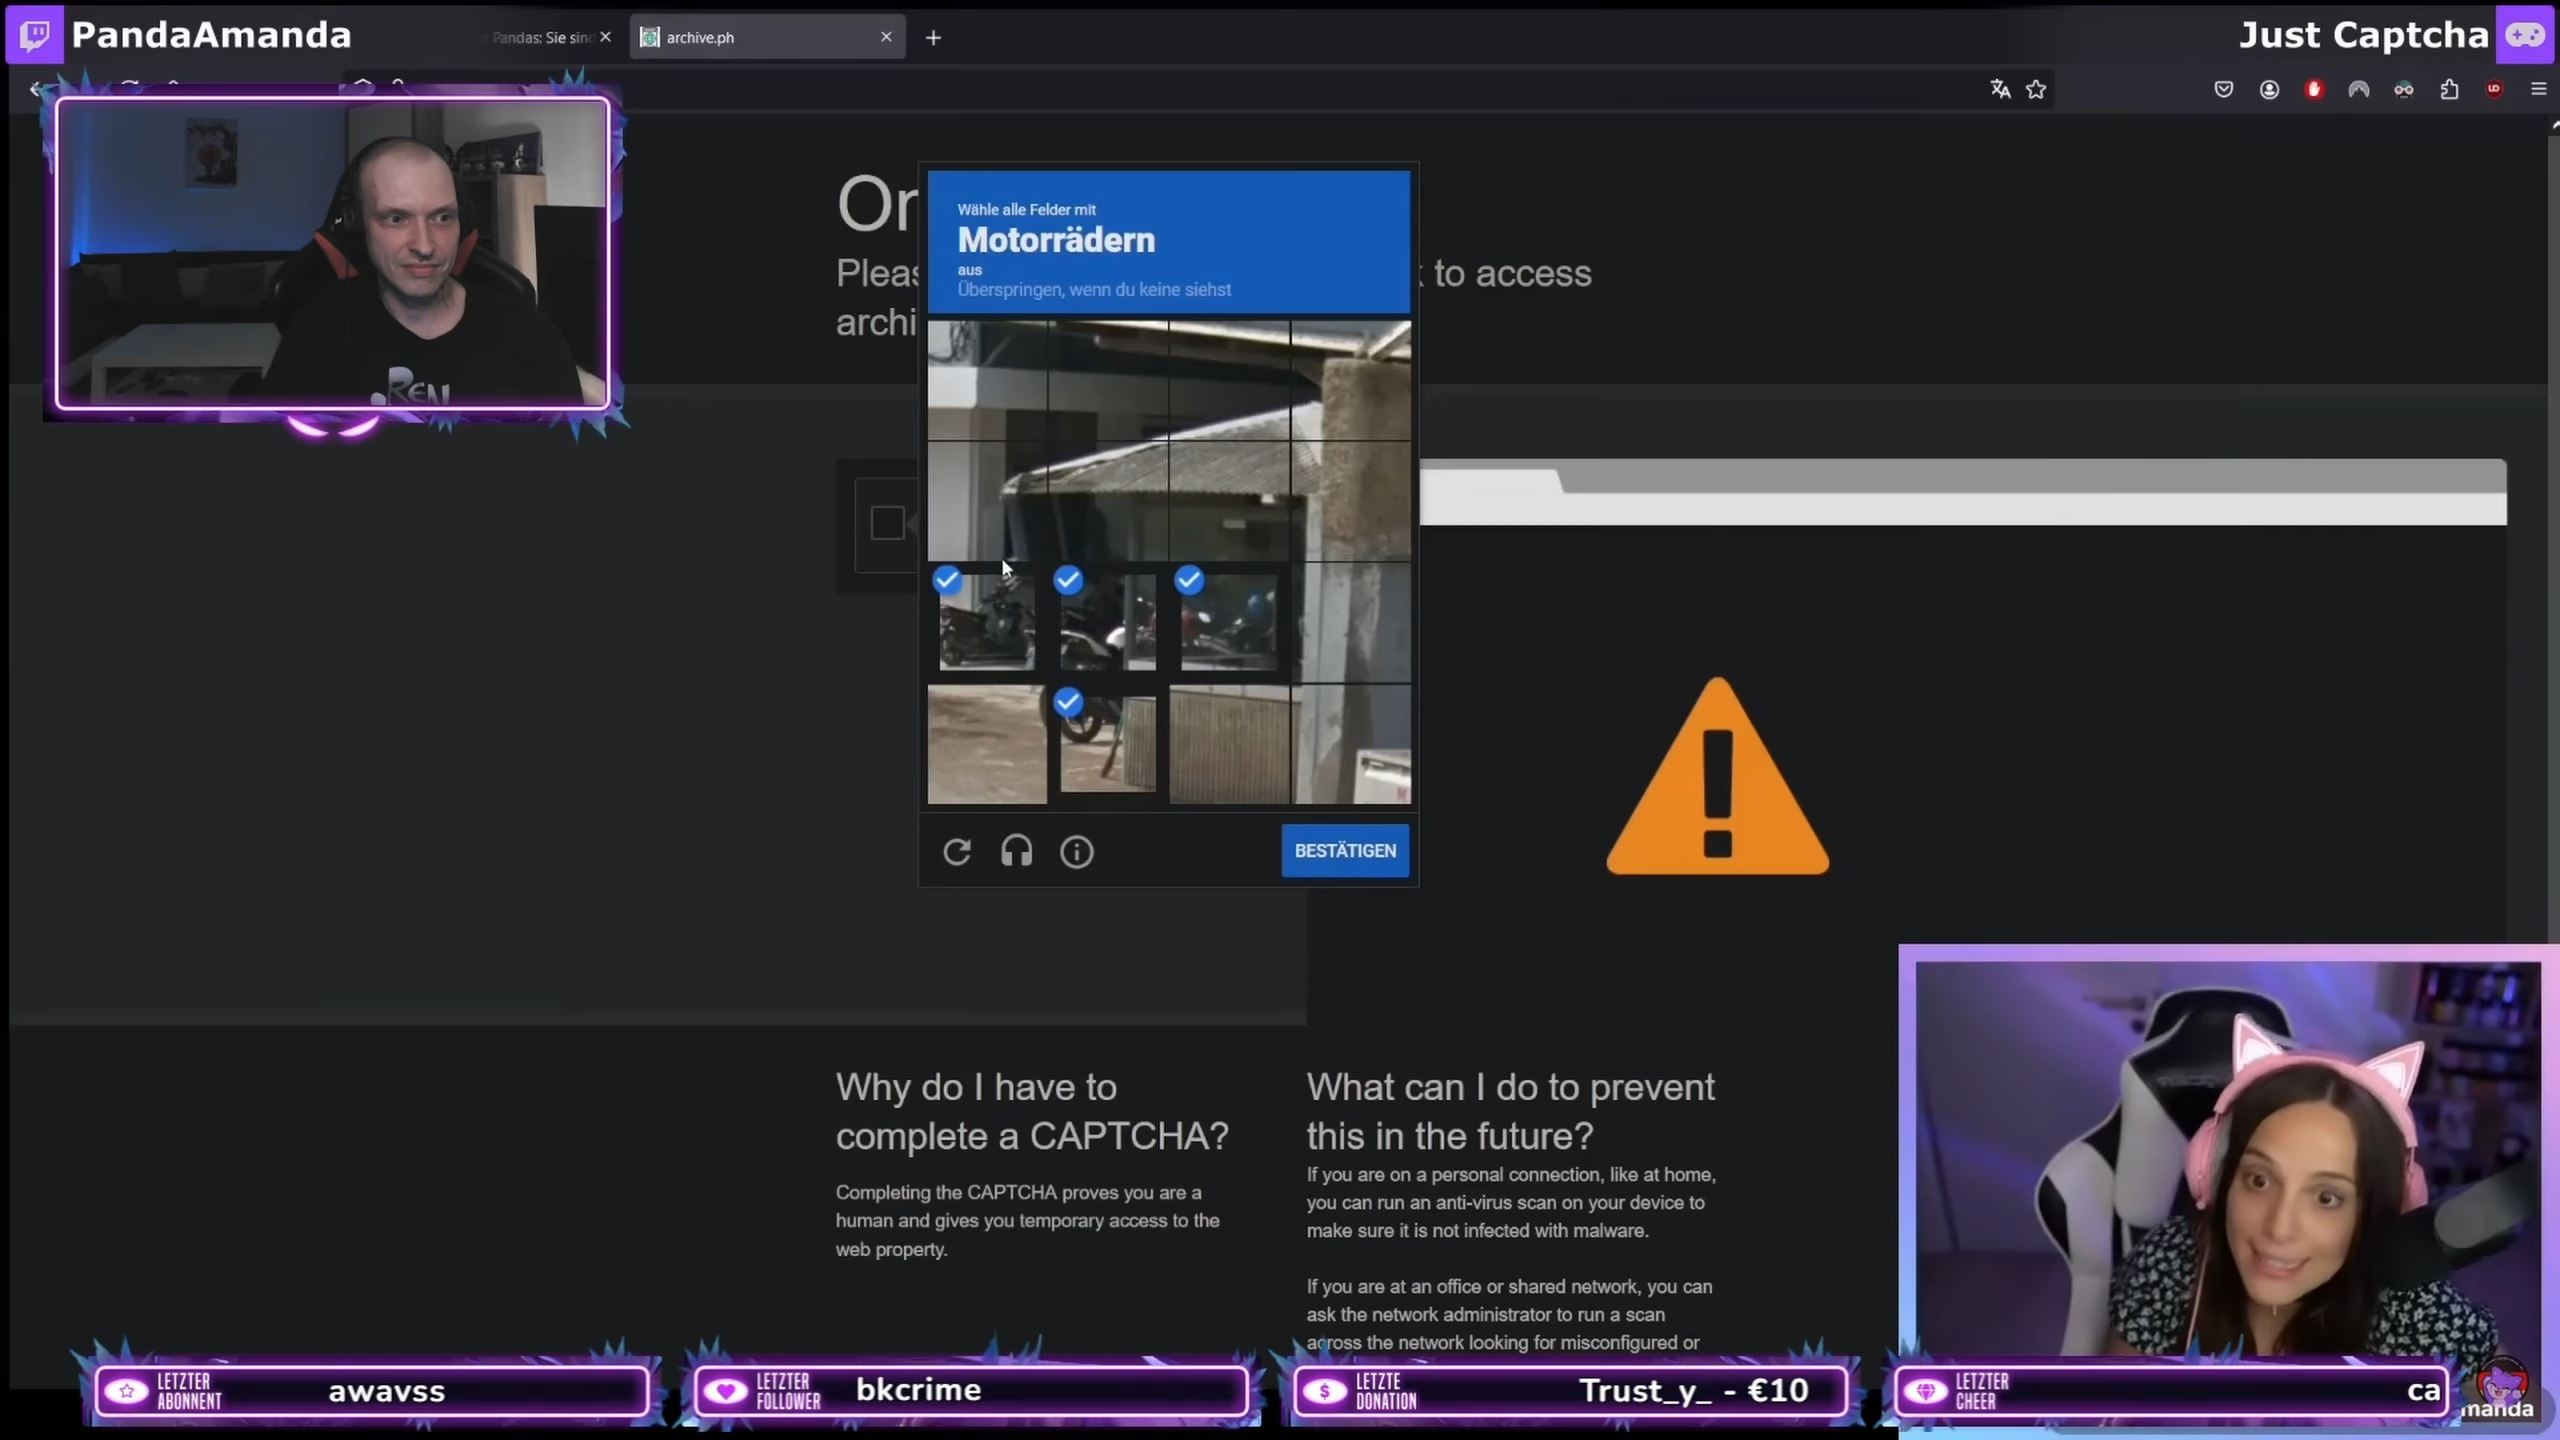 PandaAmanda
Pandas: Sie sind
archive.ph
Just Captcha
Or
Pleas
to access
archi
Wähle alle Felder mit
Motorrädern
aus
Überspringen, wenn du keine siehst
BESTÄTIGEN
Why do I have to
complete a CAPTCHA?
Completing the CAPTCHA proves you are a
human and gives you temporary access to the
web property.
What can I do to prevent
this in the future?
If you are on a personal connection, like at home,
you can run an anti-virus scan on your device to
make sure it is not infected with malware.
If you are at an office or shared network, you can
ask the network administrator to run a scan
across the network looking for misconfigured or
LETZTER
ABONNENT
awavss
LETZTER
FOLLOWER
bkcrime
LETZTE
DONATION
Trust_y_ - €10
LETZTER
CHEER
ca
manda